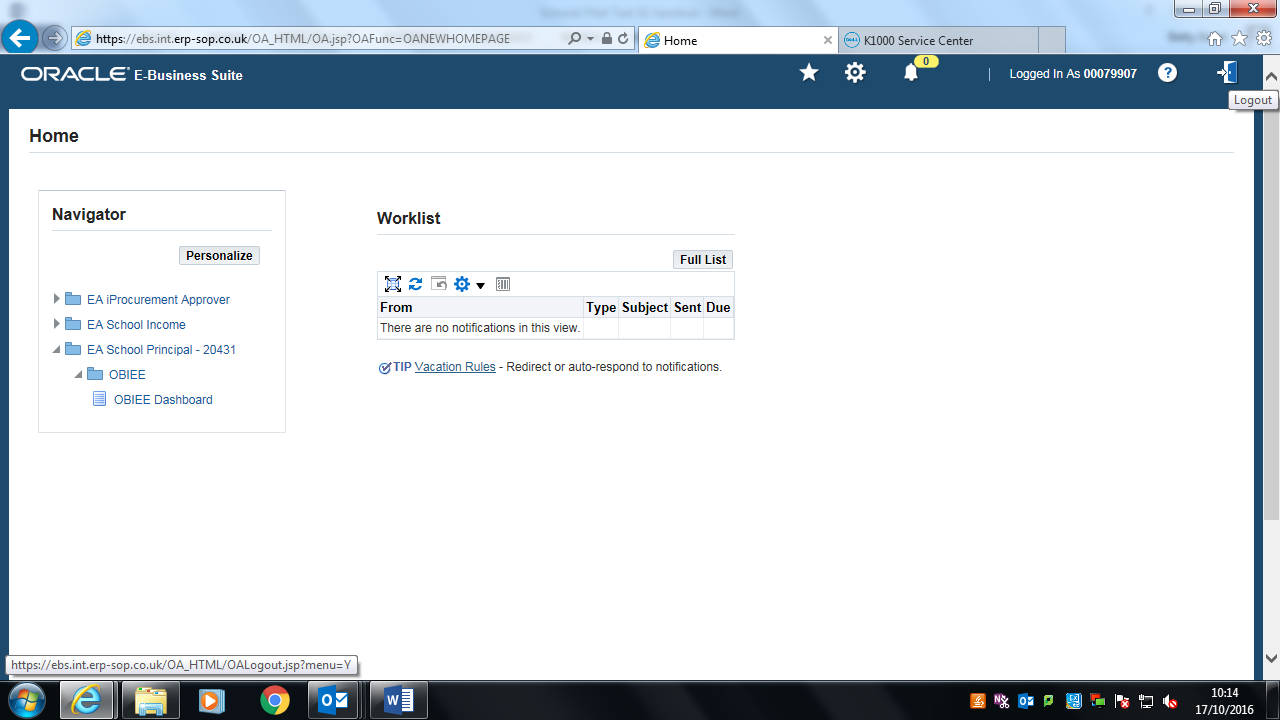 https://ebs.int.erp-sop.co.uk/OA_HTML/OA.jsp?OAFunc=OANEWHOMEPAGE
Home
K1000 Service Center
ORACLE E-Business Suite
0
Logged In As 00079907
?
Logout
Home
Navigator
Personalize
EA iProcurement Approver
EA School Income
EA School Principal - 20431
OBIEE
OBIEE Dashboard
Worklist
Full List
From Type Subject Sent Due
There are no notifications in this view.
TIP Vacation Rules - Redirect or auto-respond to notifications.
https://ebs.int.erp-sop.co.uk/OA_HTML/OALogout.jsp?menu=Y
10:14
17/10/2016